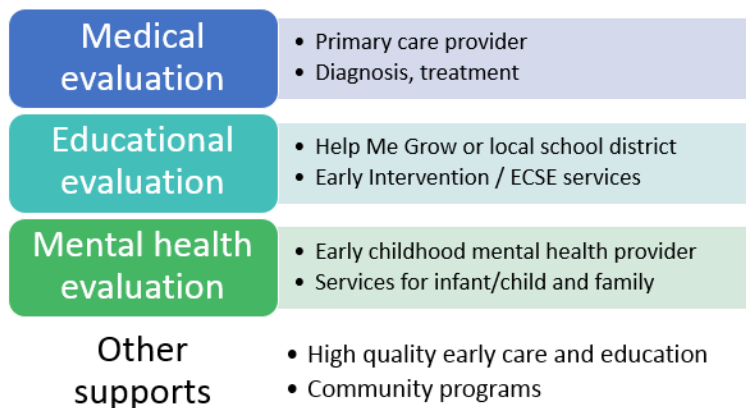 Medical
evaluation
• Primary care provider
• Diagnosis, treatment
Educational
evaluation
• Help Me Grow or local school district
• Early Intervention / ECSE services
Mental health
evaluation
• Early childhood mental health provider
• Services for infant/child and family
Other
supports
• High quality early care and education
• Community programs